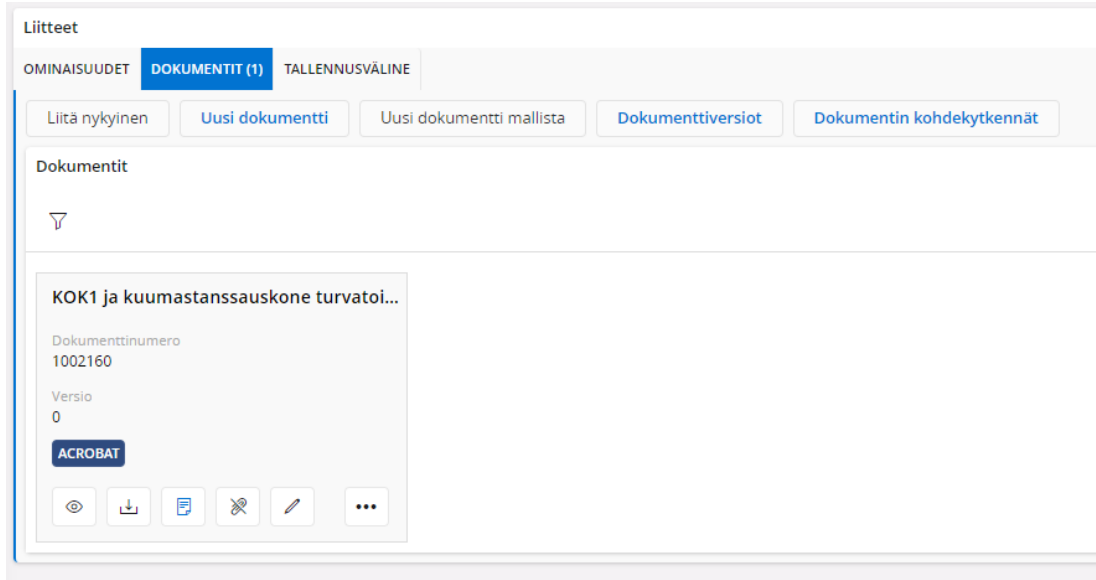 Liitteet
OMINAISUUDET DOKUMENTIT (1) TALLENNUSVÄLINE
Liitä nykyinen Uusi dokumentti Uusi dokumentti mallista Dokumenttiversiot Dokumentin kohdekytkennät
Dokumentit
KOK1 ja kuumastanssauskone turvatoi...
Dokumenttinumero
1002160
Versio
0
ACROBAT